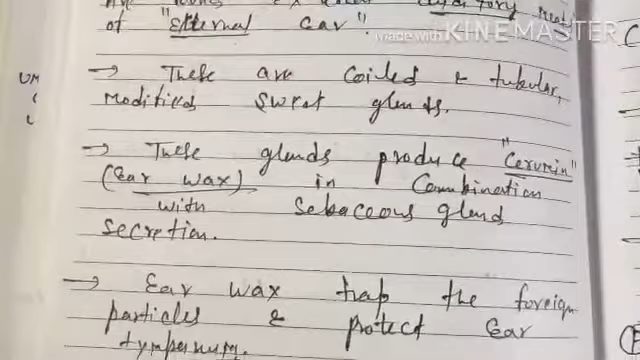 made with KINEMASTER
of "External Ear".
→ These are Coiled & tubular,
modified Sweat glands.
→ These glands produce "Cerumin"
(Ear wax) in Combination
with Sebaceous gland
secretion.
→ Ear wax trap the foreign
particles & protect Ear
tympanum.